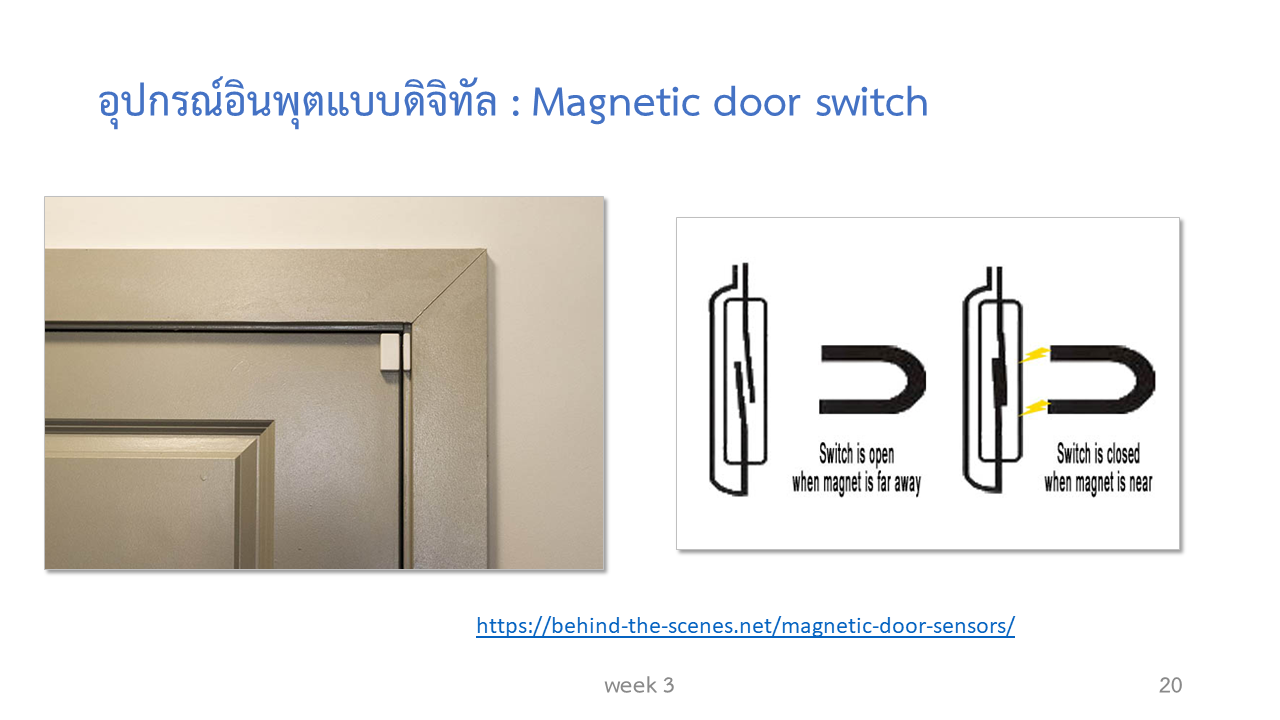 อุปกรณ์อินพุตแบบดิจิทัล : Magnetic door switch
Switch is open
when magnet is far away
Switch is closed
when magnet is near
https://behind-the-scenes.net/magnetic-door-sensors/
week 3
20